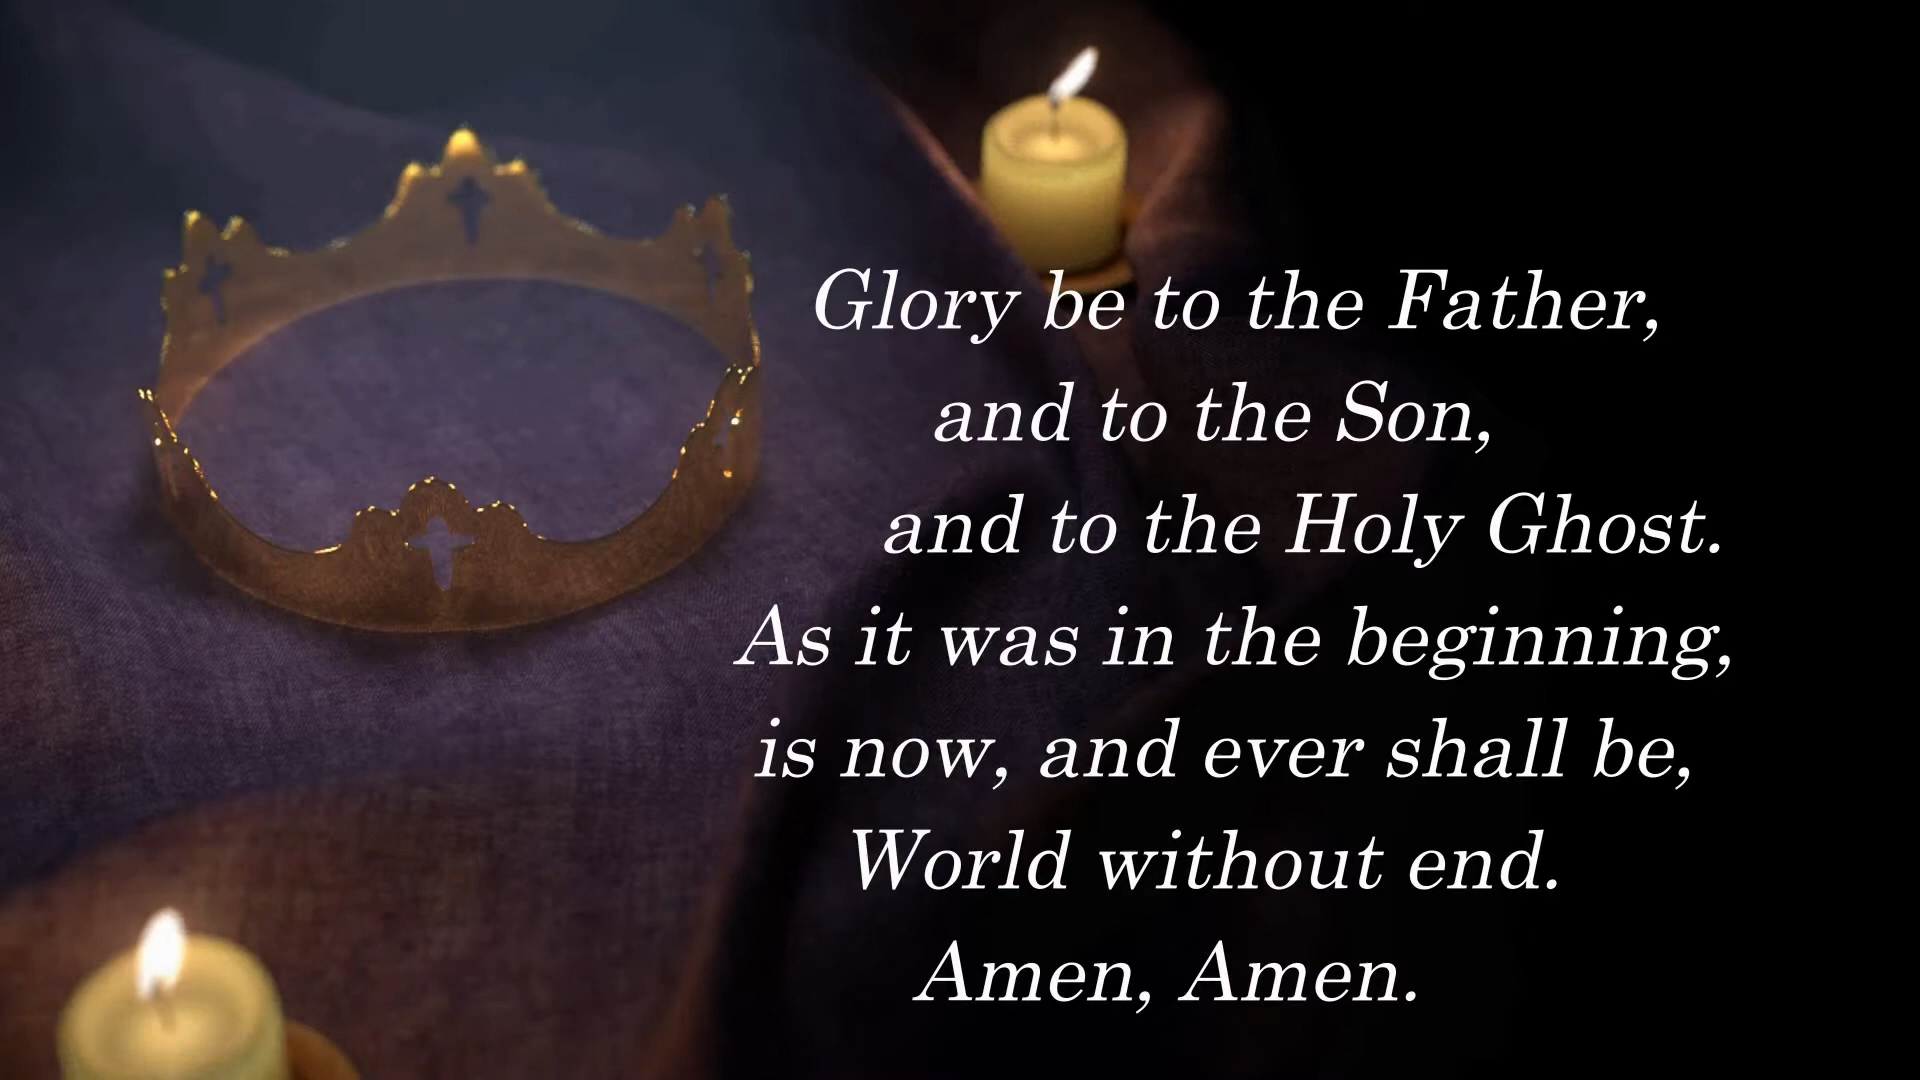 Glory be to the Father,
and to the Son,
and to the Holy Ghost.
As it was in the beginning,
is now, and ever shall be,
World without end.
Amen, Amen.